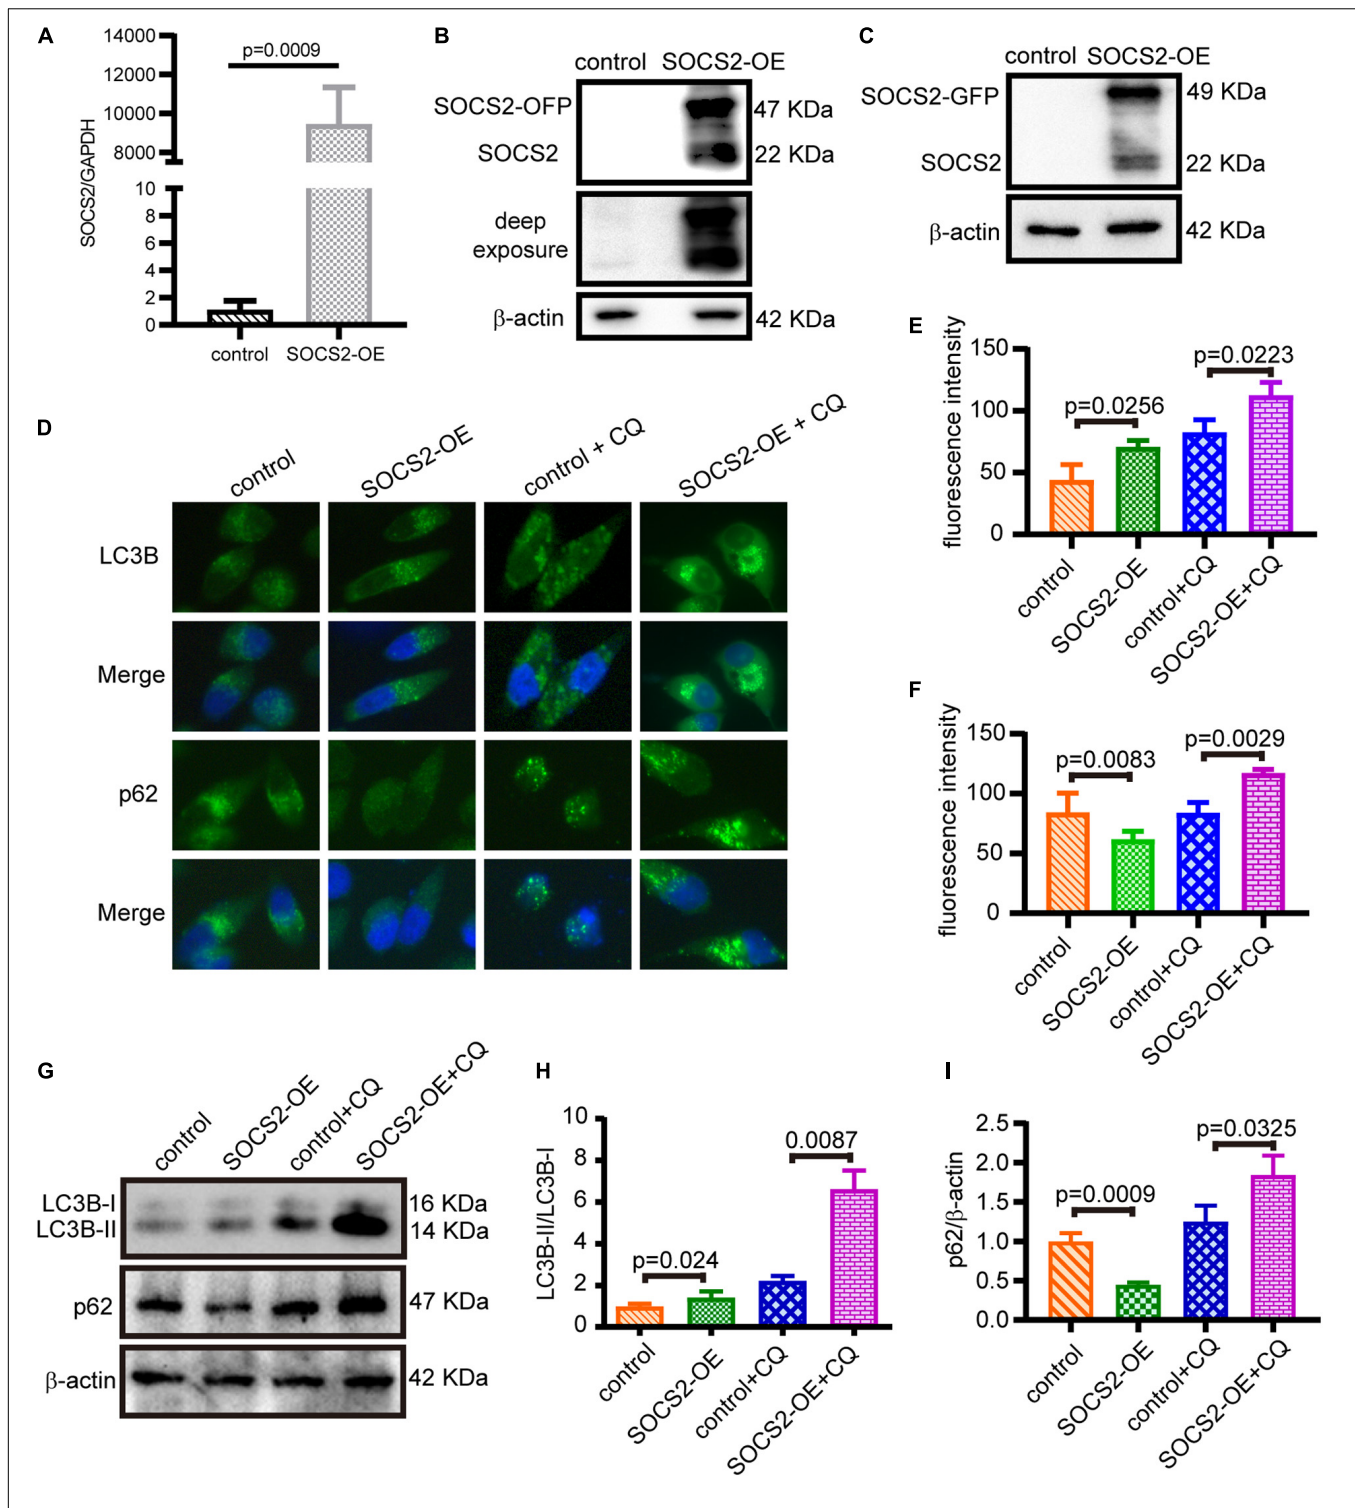 A
14000
12000
10000
8000
10
8
6
4
2
0
SOCS2/GAPDH
p=0.0009
control SOCS2-OE
B
control SOCS2-OE
SOCS2-OFP 47 KDa
SOCS2 22 KDa
deep
exposure
β-actin 42 KDa
C
control SOCS2-OE
SOCS2-GFP 49 KDa
SOCS2 22 KDa
β-actin 42 KDa
D
control SOCS2-OE control + CQ SOCS2-OE + CQ
LC3B
Merge
p62
Merge
E
fluorescence intensity
150
100
50
0
p=0.0256
p=0.0223
control SOCS2-OE control+CQ SOCS2-OE+CQ
F
fluorescence intensity
150
100
50
0
p=0.0083
p=0.0029
control SOCS2-OE control+CQ SOCS2-OE+CQ
G
control SOCS2-OE control+CQ SOCS2-OE+CQ
LC3B-I 16 KDa
LC3B-II 14 KDa
p62 47 KDa
β-actin 42 KDa
H
LC3B-II/LC3B-I
10
8
6
4
2
0
p=0.024
0.0087
control SOCS2-OE control+CQ SOCS2-OE+CQ
I
p62/β-actin
2.5
2.0
1.5
1.0
0.5
0.0
p=0.0009
p=0.0325
control SOCS2-OE control+CQ SOCS2-OE+CQ